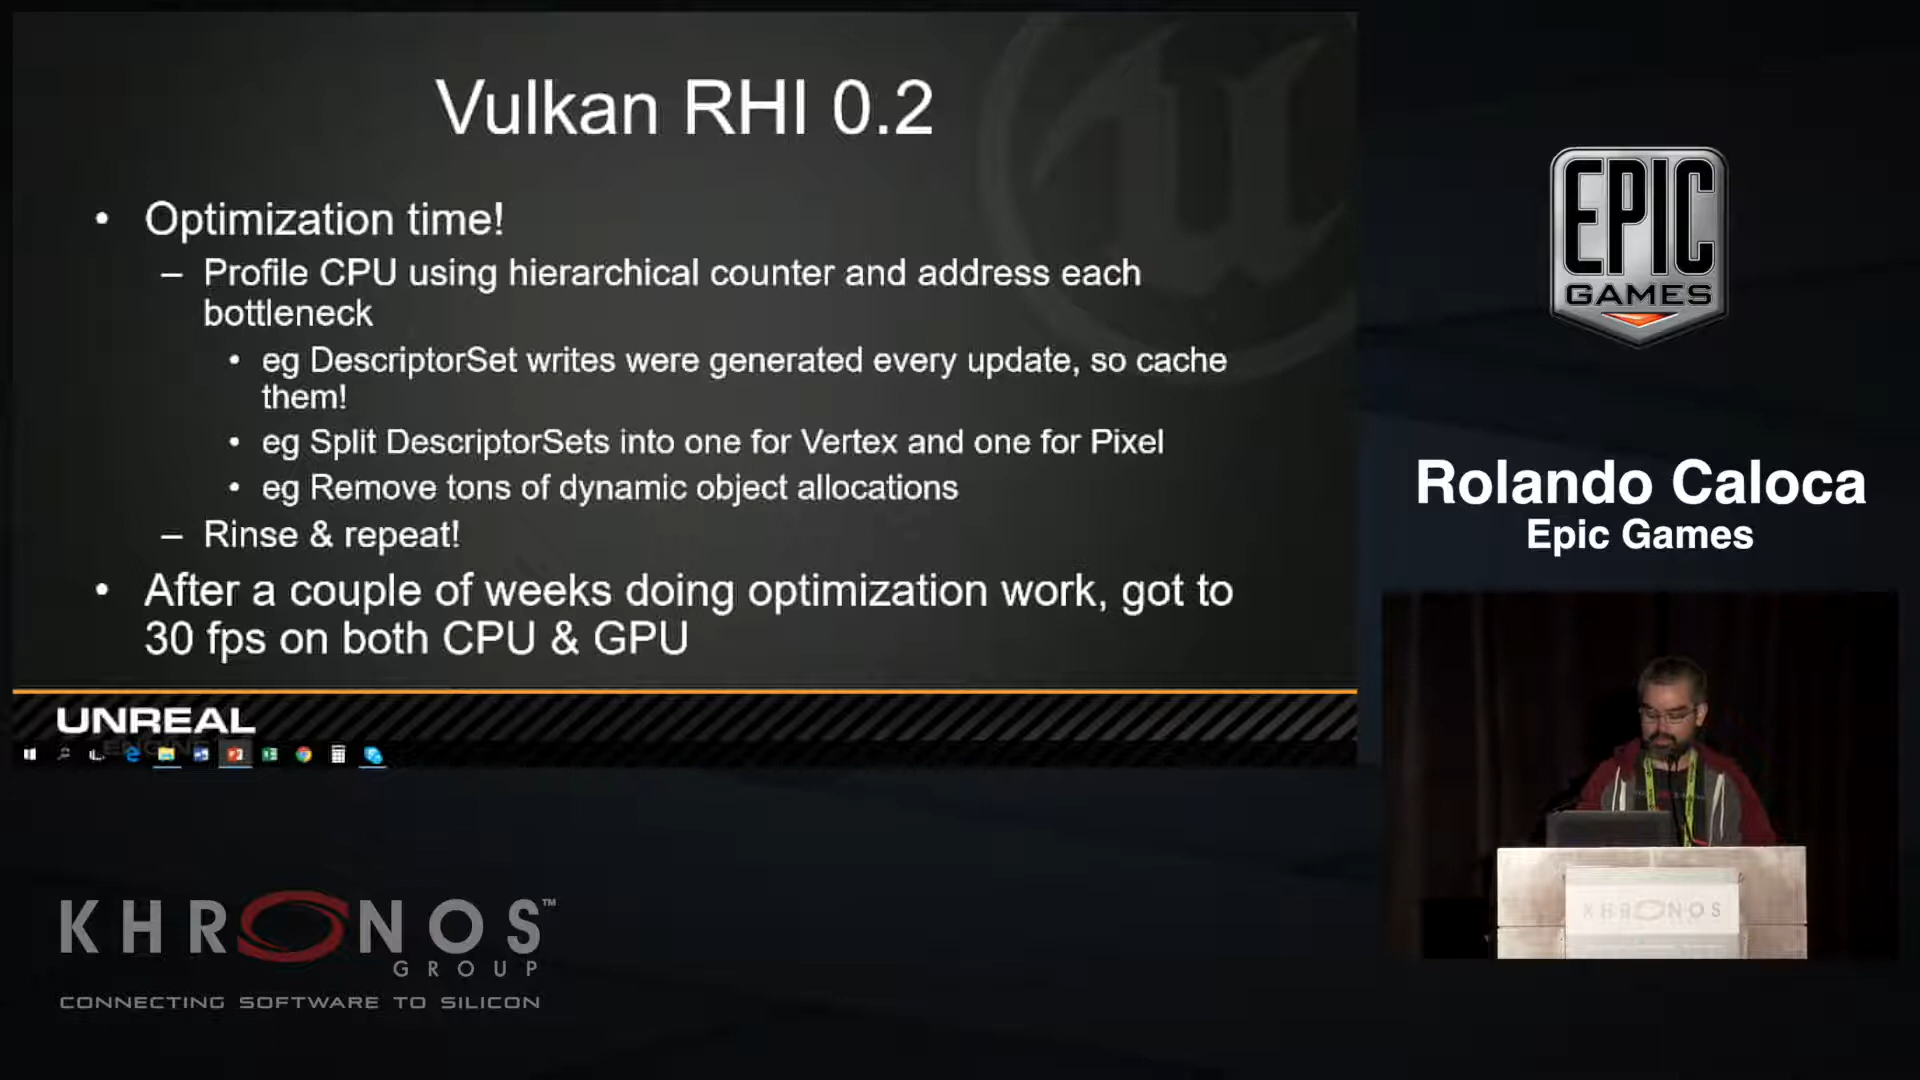 Vulkan RHI 0.2
• Optimization time!
– Profile CPU using hierarchical counter and address each
bottleneck
• eg DescriptorSet writes were generated every update, so cache
them!
• eg Split DescriptorSets into one for Vertex and one for Pixel
• eg Remove tons of dynamic object allocations
– Rinse & repeat!
• After a couple of weeks doing optimization work, got to
30 fps on both CPU & GPU
UNREAL
ENGINE
EPIC
GAMES
Rolando Caloca
Epic Games
KHRONOS
KHRONOS™
GROUP
CONNECTING SOFTWARE TO SILICON